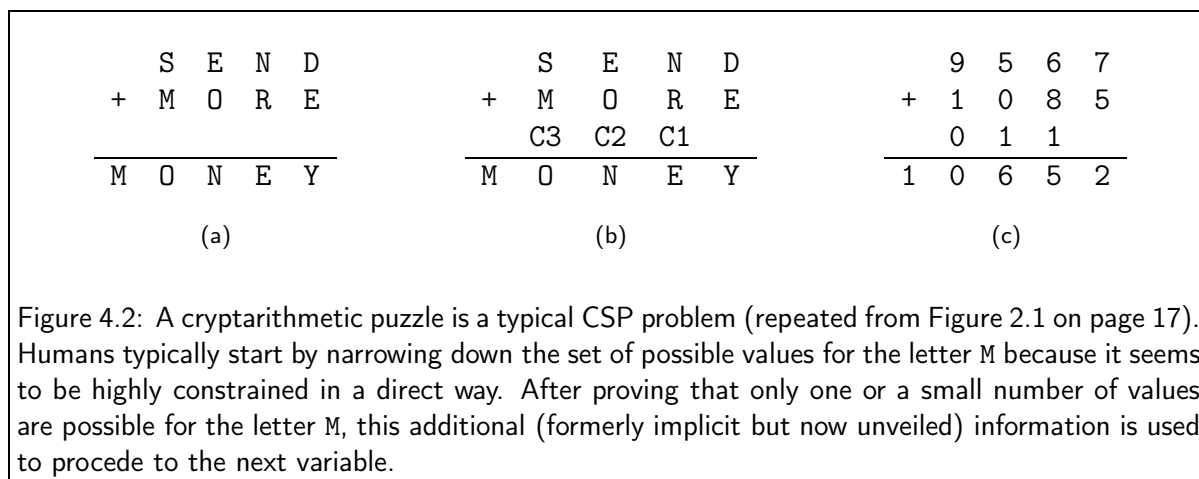 S E N D S E N D 9 5 6 7
+ M O R E + M O R E + 1 0 8 5
C3 C2 C1 0 1 1
M O N E Y M O N E Y 1 0 6 5 2
(a) (b) (c)
Figure 4.2: A cryptarithmetic puzzle is a typical CSP problem (repeated from Figure 2.1 on page 17).
Humans typically start by narrowing down the set of possible values for the letter M because it seems
to be highly constrained in a direct way. After proving that only one or a small number of values
are possible for the letter M, this additional (formerly implicit but now unveiled) information is used
to procede to the next variable.